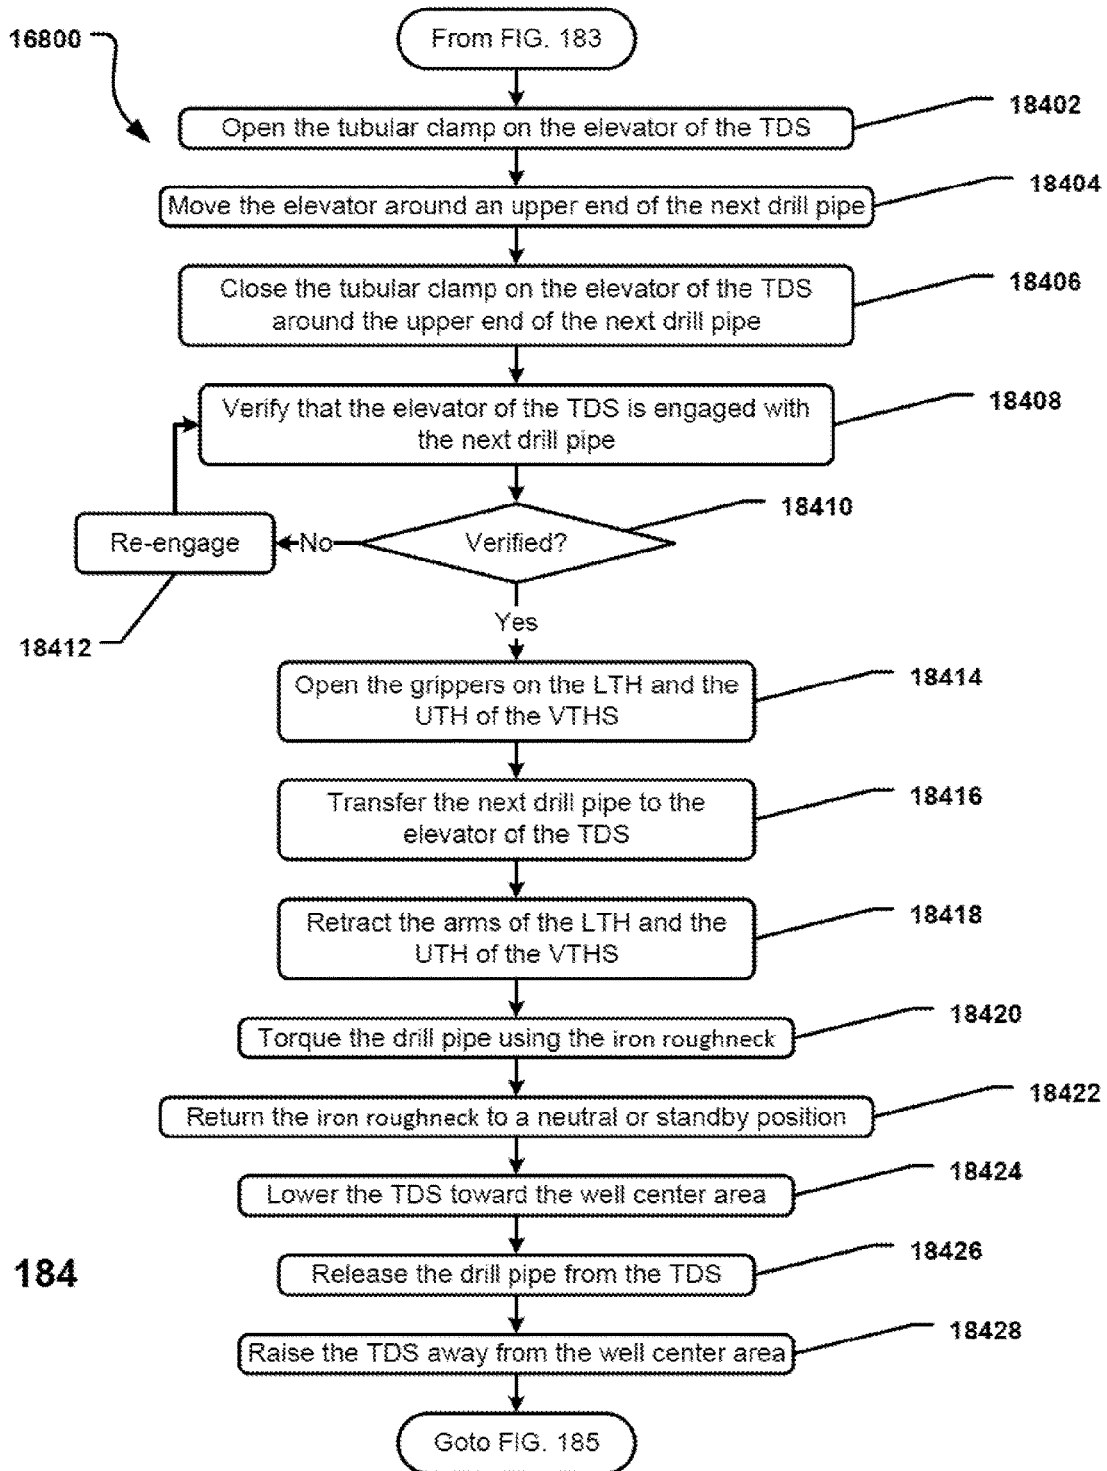 16800
From FIG. 183
18402
Open the tubular clamp on the elevator of the TDS
18404
Move the elevator around an upper end of the next drill pipe
18406
Close the tubular clamp on the elevator of the TDS
around the upper end of the next drill pipe
18408
Verify that the elevator of the TDS is engaged with
the next drill pipe
18410
Verified?
No
Re-engage
18412
Yes
18414
Open the grippers on the LTH and the
UTH of the VTHS
18416
Transfer the next drill pipe to the
elevator of the TDS
18418
Retract the arms of the LTH and the
UTH of the VTHS
18420
Torque the drill pipe using the iron roughneck
18422
Return the iron roughneck to a neutral or standby position
18424
Lower the TDS toward the well center area
184
18426
Release the drill pipe from the TDS
18428
Raise the TDS away from the well center area
Goto FIG. 185